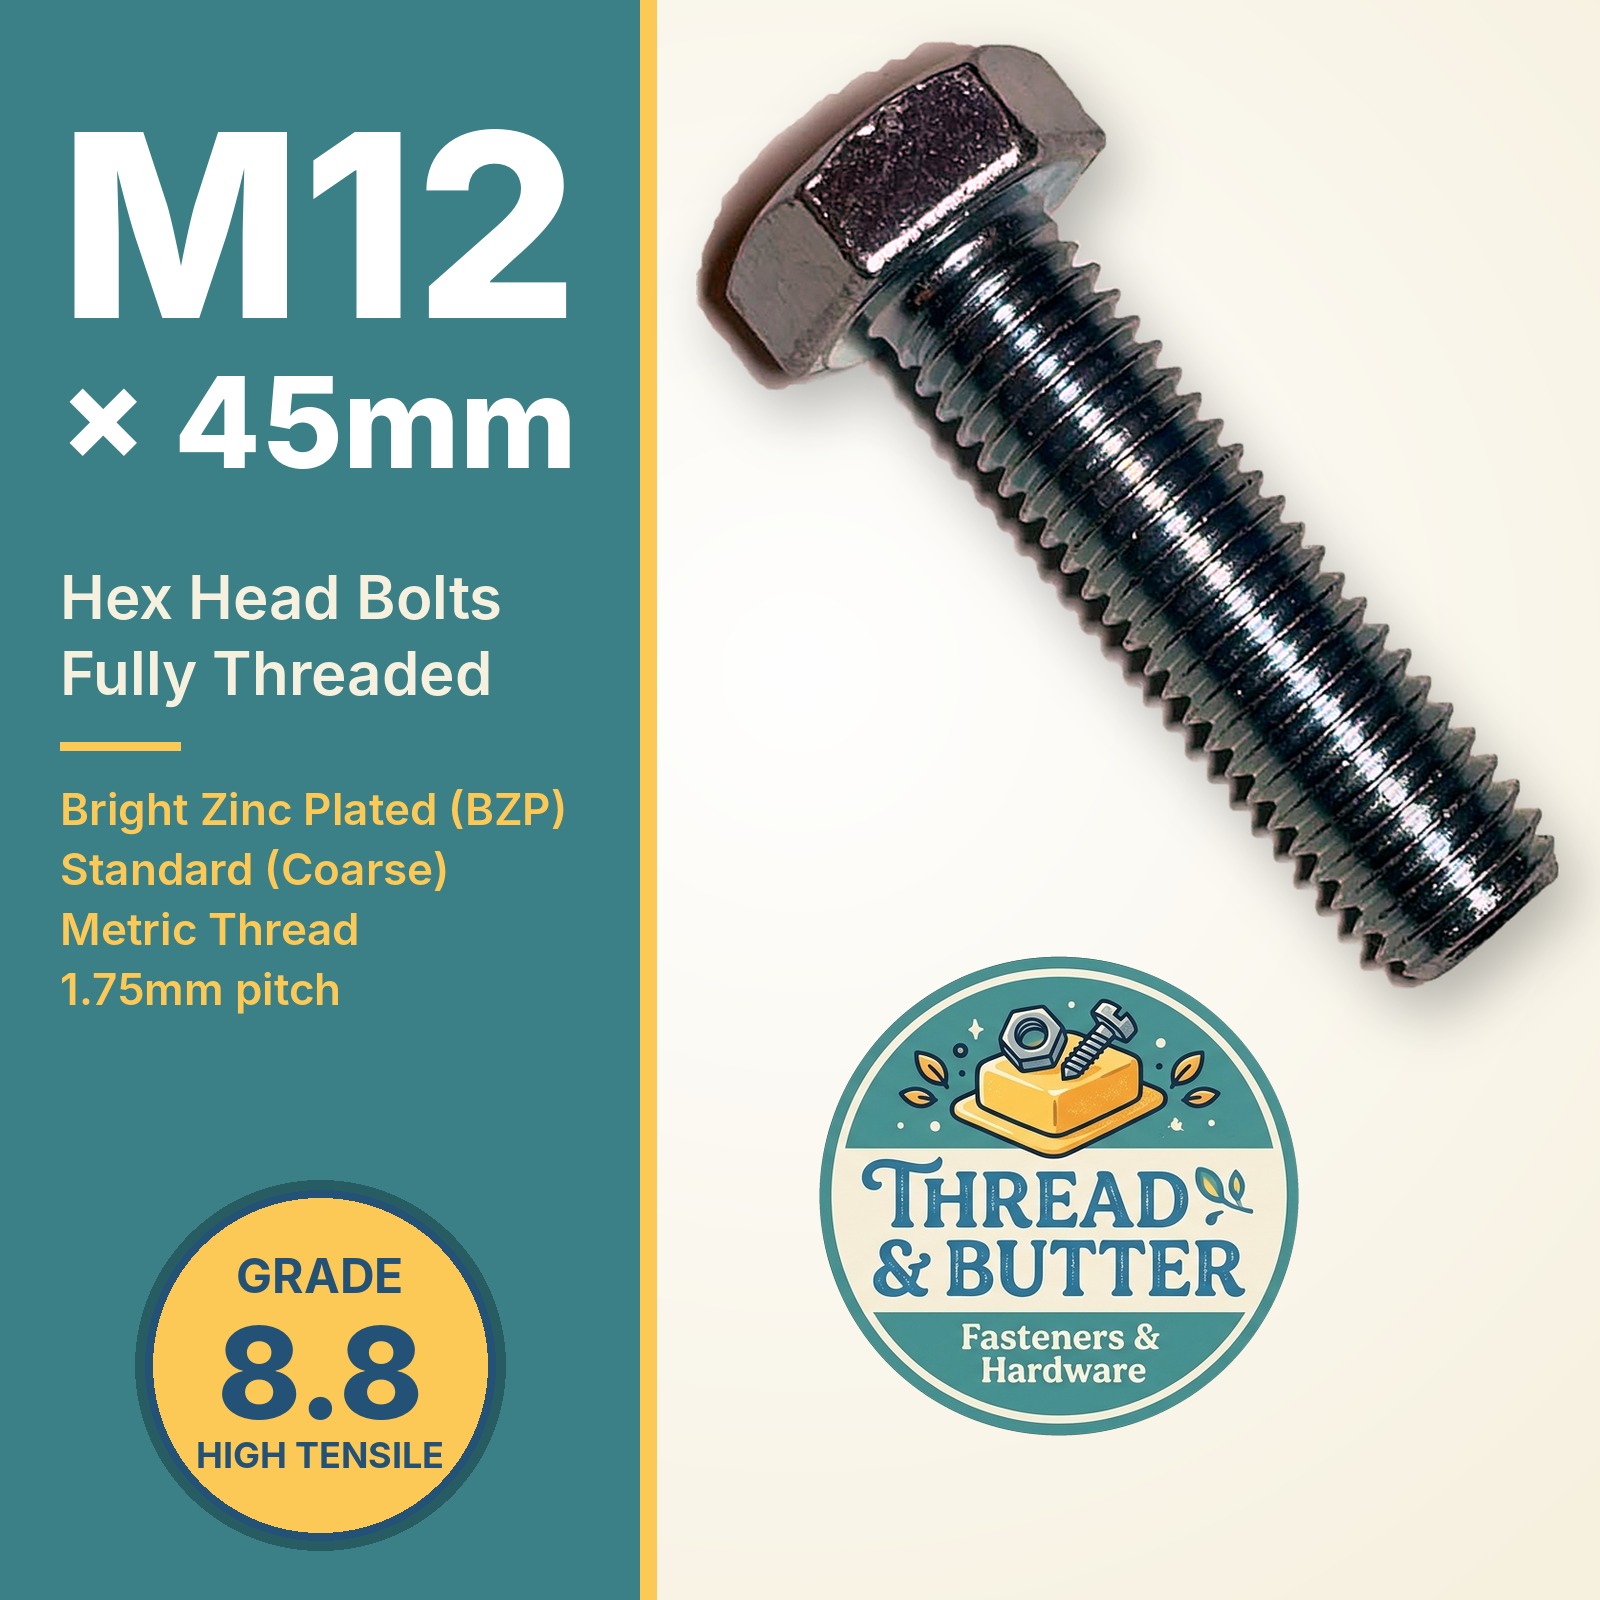 M12
× 45mm
Hex Head Bolts
Fully Threaded
Bright Zinc Plated (BZP)
Standard (Coarse)
Metric Thread
1.75mm pitch
GRADE
8.8
HIGH TENSILE
THREAD
& BUTTER
Fasteners &
Hardware